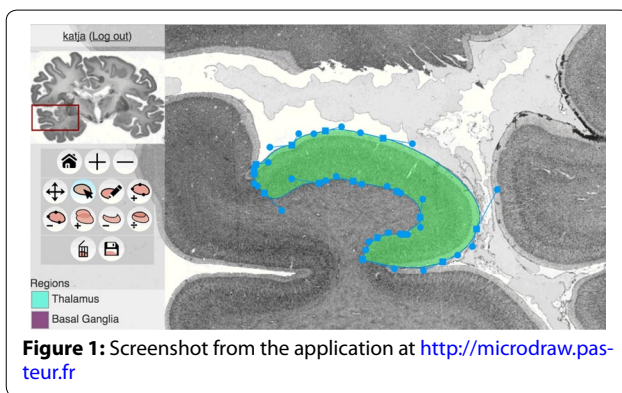 katja (Log out)
Regions
Thalamus
Basal Ganglia
Figure 1: Screenshot from the application at http://microdraw.pas-
teur.fr